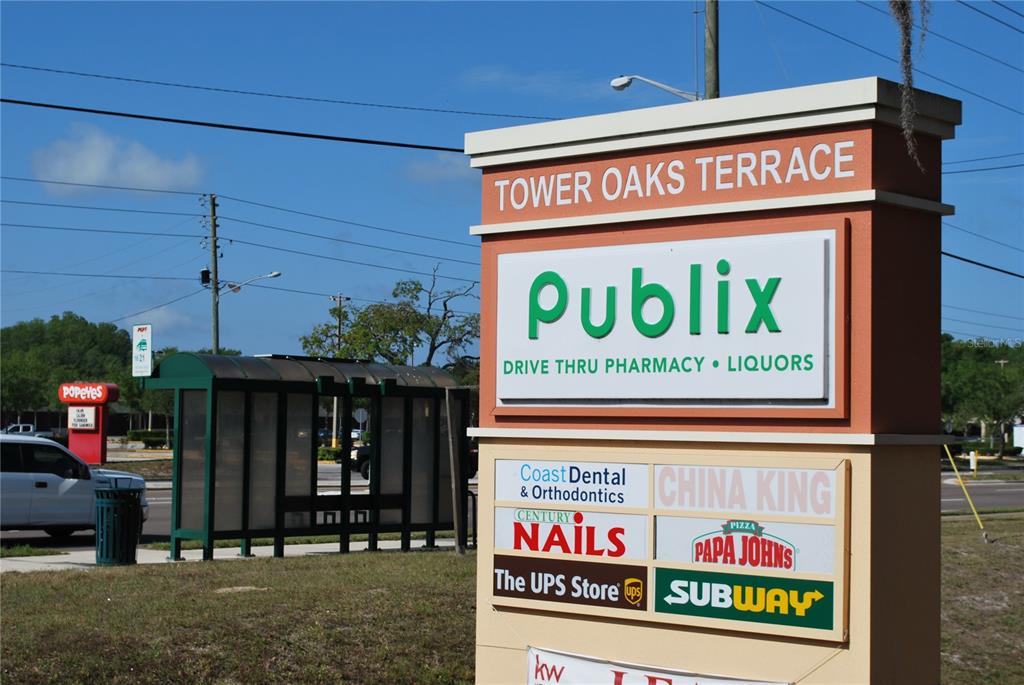 TOWER OAKS TERRACE
Publix
DRIVE THRU PHARMACY • LIQUORS
Coast Dental
& Orthodontics
CHINA KING
CENTURY
NAILS
PIZZA
PAPA JOHNS
The UPS Store
ups
SUBWAY
kw
POPEYES
21